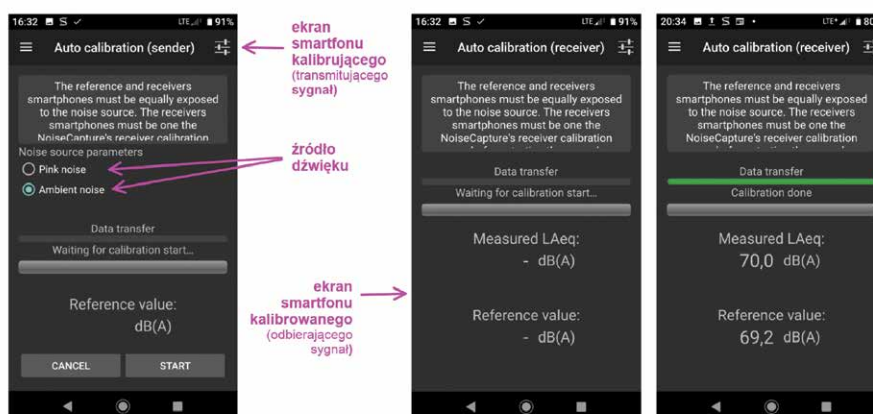 16:32 LTE 91%
Auto calibration (sender)
The reference and receivers
smartphones must be equally exposed
to the noise source. The receivers
smartphones must be one the
NoiseCapture's receiver calibration
Noise source parameters
Pink noise
Ambient noise
Data transfer
Waiting for calibration start...
Reference value:
dB(A)
CANCEL START
ekran
smartfonu
kalibrującego
(transmitującego
sygnał)
źródło
dźwięku
ekran
smartfonu
kalibrowanego
(odbierającego
sygnał)
16:32 LTE 91%
Auto calibration (receiver)
The reference and receivers
smartphones must be equally exposed
to the noise source. The receivers
smartphones must be one the
NoiseCapture's receiver calibration
Data transfer
Waiting for calibration start...
Measured LAeq:
- dB(A)
Reference value:
- dB(A)
20:34 LTE+ 80
Auto calibration (receiver)
The reference and receivers
smartphones must be equally exposed
to the noise source. The receivers
smartphones must be one the
NoiseCapture's receiver calibration
Data transfer
Calibration done
Measured LAeq:
70,0 dB(A)
Reference value:
69,2 dB(A)